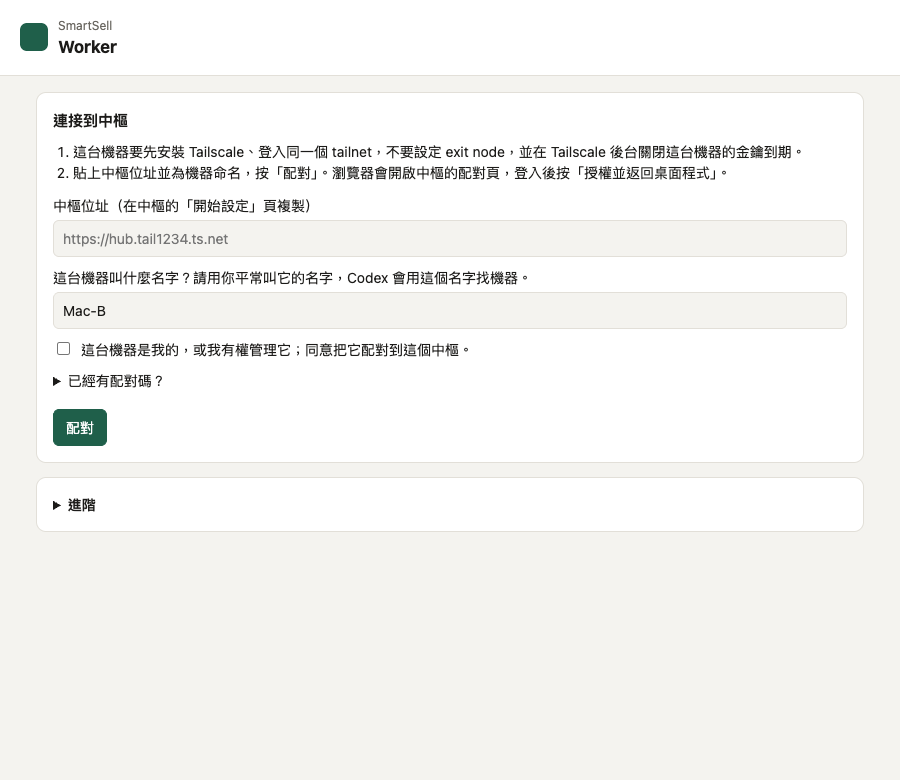 SmartSell
Worker
連接到中樞
1. 這台機器要先安裝 Tailscale、登入同一個 tailnet，不要設定 exit node，並在 Tailscale 後台關閉這台機器的金鑰到期。
2. 貼上中樞位址並為機器命名，按「配對」。瀏覽器會開啟中樞的配對頁，登入後按「授權並返回桌面程式」。
中樞位址（在中樞的「開始設定」頁複製）
https://hub.tail1234.ts.net
這台機器叫什麼名字？請用你平常叫它的名字，Codex 會用這個名字找機器。
Mac-B
這台機器是我的，或我有權管理它；同意把它配對到這個中樞。
已經有配對碼？
配對
進階